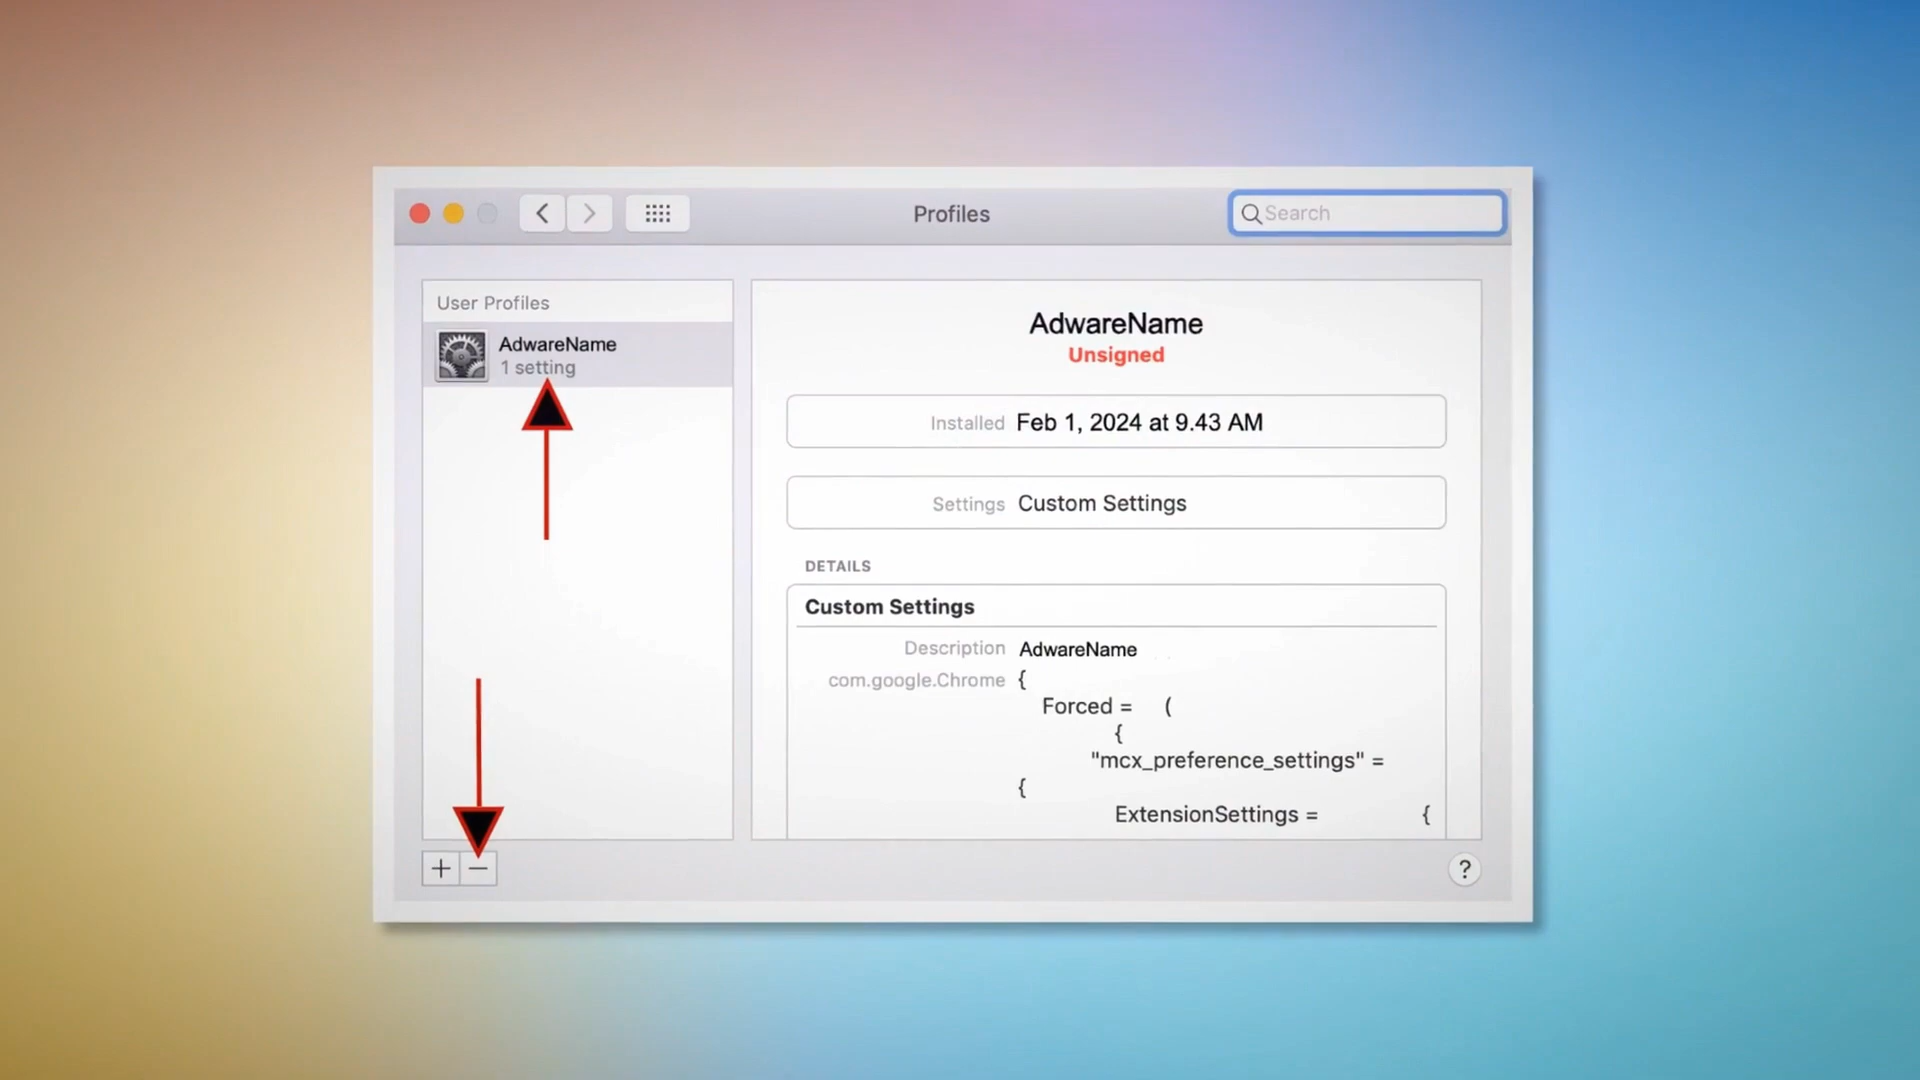 Profiles
Search
User Profiles
AdwareName
1 setting
AdwareName
Unsigned
Installed Feb 1, 2024 at 9.43 AM
Settings Custom Settings
DETAILS
Custom Settings
Description AdwareName
com.google.Chrome {
Forced = (
{
"mcx_preference_settings" =
{
ExtensionSettings = {
+ −
?